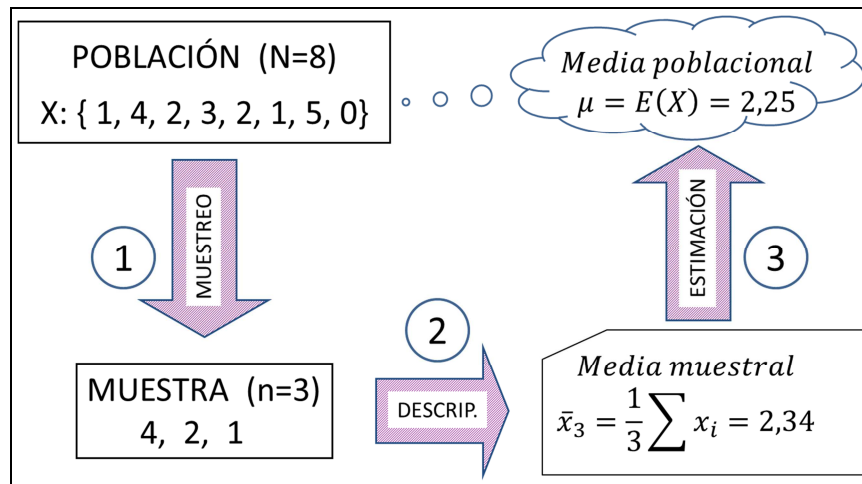 POBLACIÓN (N=8)
X: { 1, 4, 2, 3, 2, 1, 5, 0}
Media poblacional
μ = E(X) = 2,25
1
MUESTREO
MUESTRA (n=3)
4, 2, 1
2
DESCRIP.
Media muestral
x̄₃ = 1/3 ∑ xᵢ = 2,34
3
ESTIMACIÓN